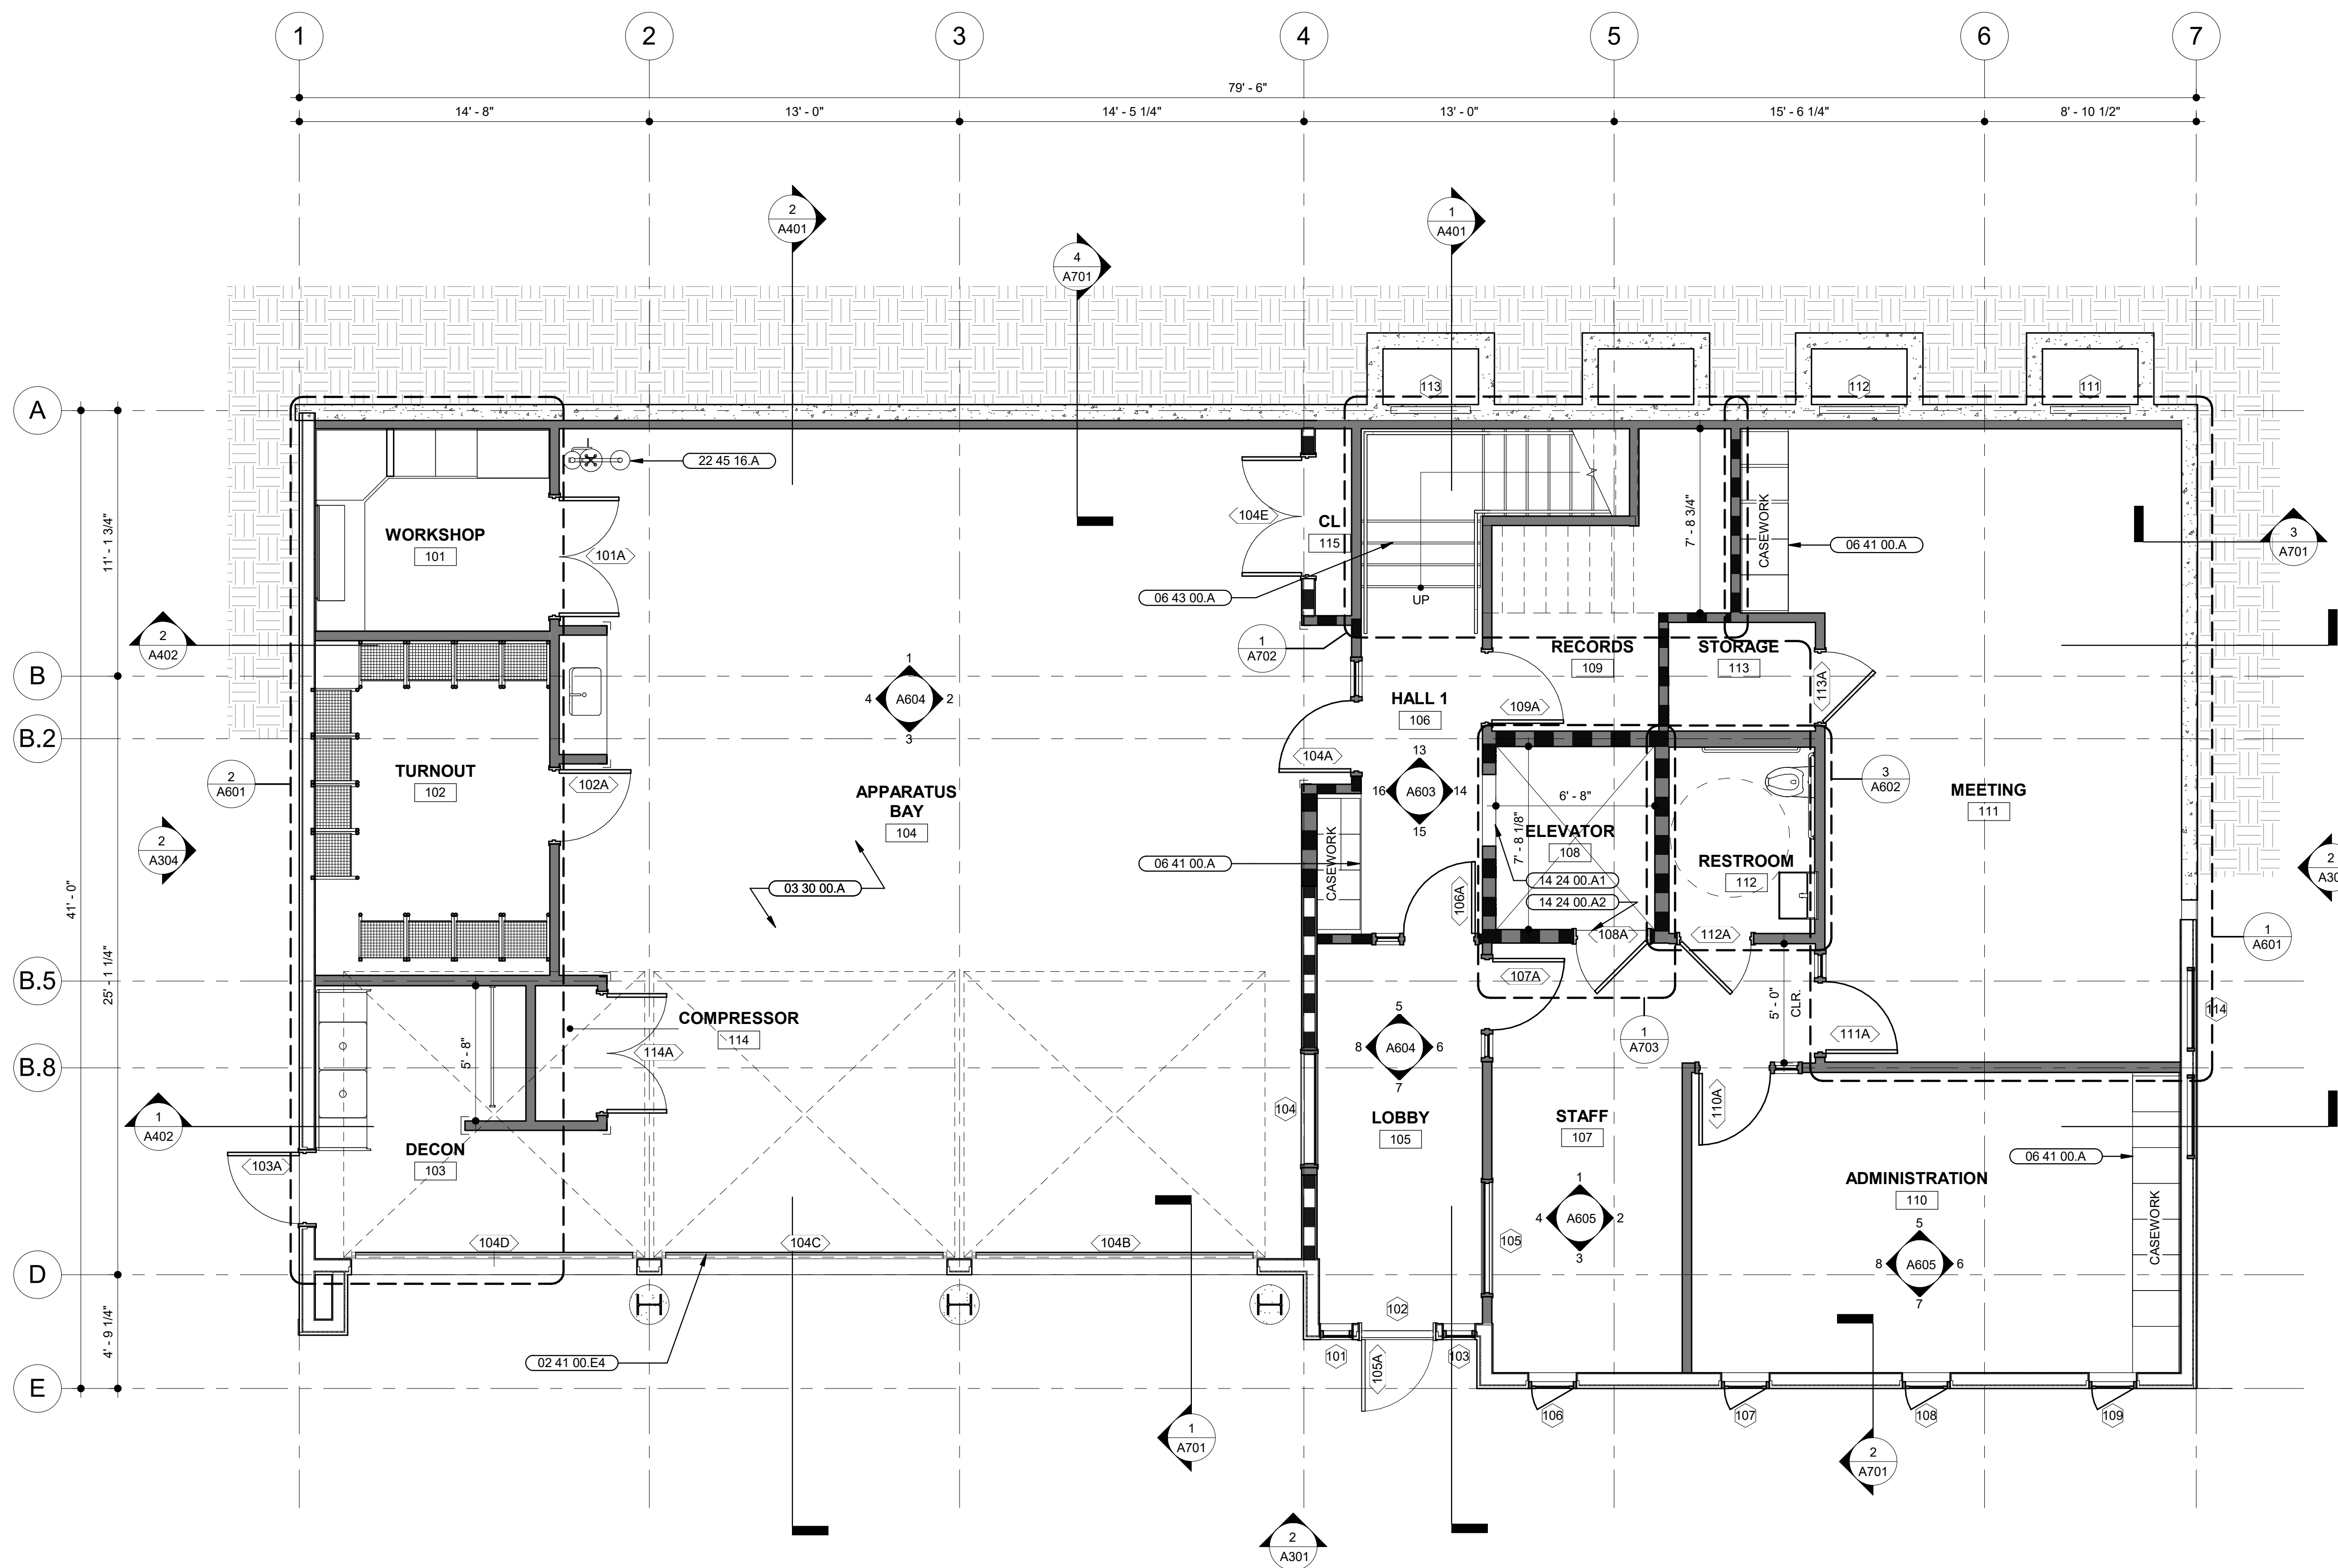 1 2 3 4 5 6 7
79' - 6"
14' - 8" 13' - 0" 14' - 5 1/4" 13' - 0" 15' - 6 1/4" 8' - 10 1/2"
2
A401
1
A401
4
A701
113 112 111
A
22 45 16.A
104E
CL
115
WORKSHOP
101
101A
11' - 1 3/4"
7' - 8 3/4"
CASEWORK
06 41 00.A
3
A701
06 43 00.A
UP
2
A402
1
A702
B
1
4 A604 2
3
HALL 1
106
RECORDS
109
STORAGE
113
113A
109A
B.2
104A
2
A601
TURNOUT
102
102A
APPARATUS
BAY
104
13
16 A603 14
15
6' - 8"
7' - 8 1/8"
ELEVATOR
108
3
A602
MEETING
111
2
A304
03 30 00.A
06 41 00.A
CASEWORK
14 24 00.A1
14 24 00.A2
RESTROOM
112
2
41' - 0"
25' - 1 1/4"
106A
108A
112A
1
A601
B.5
107A
COMPRESSOR
114
114A
5' - 8"
5
8 A604 6
7
1
A703
5' - 0"
CLR.
111A
114
B.8
1
A402
DECON
103
103A
104
LOBBY
105
STAFF
107
110A
06 41 00.A
ADMINISTRATION
110
CASEWORK
1
4 A605 2
3
105
5
8 A605 6
7
104D 104C 104B
D
4' - 9 1/4"
102
02 41 00.E4
101
105A
103
E
106 107 108 109
1
A701
2
A701
2
A301